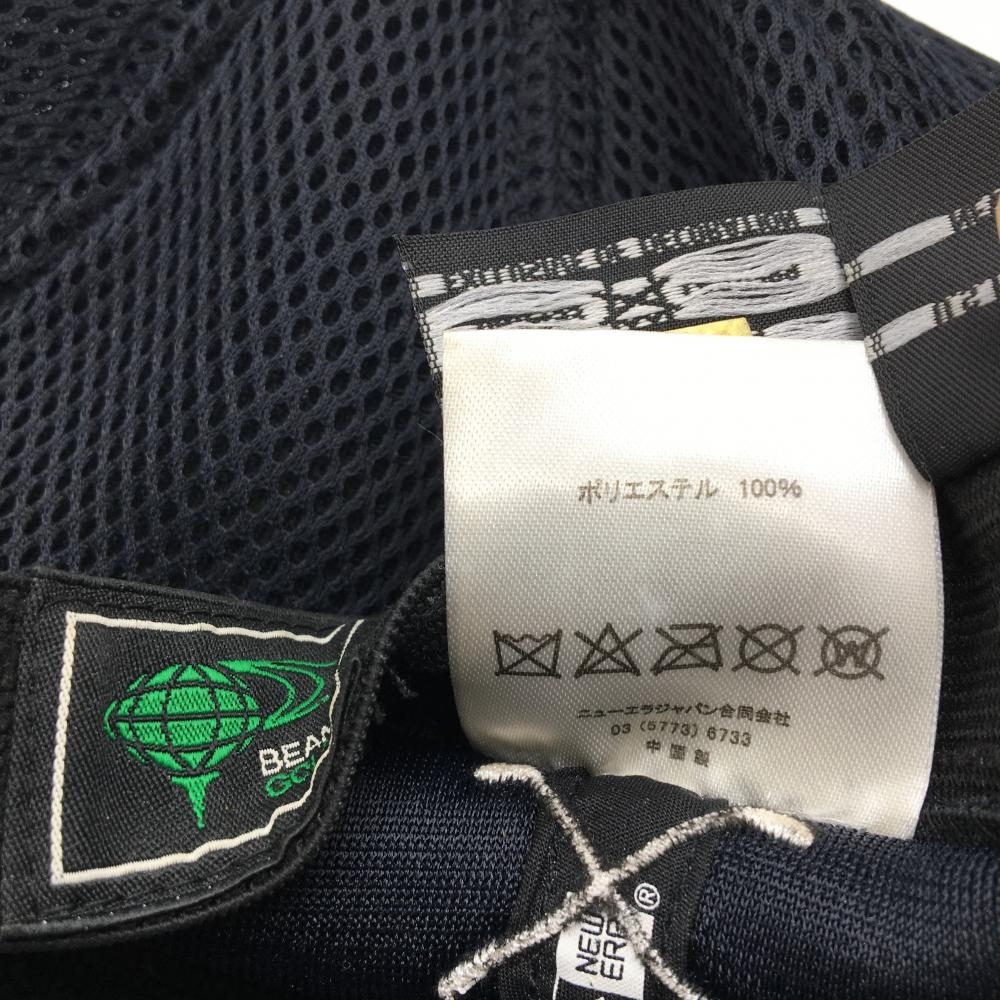 ポリエステル 100%
W
ニューエラジャパン合同会社
03 (5773) 6733
中国製
BEAM
GOL
NEW
ERA
®